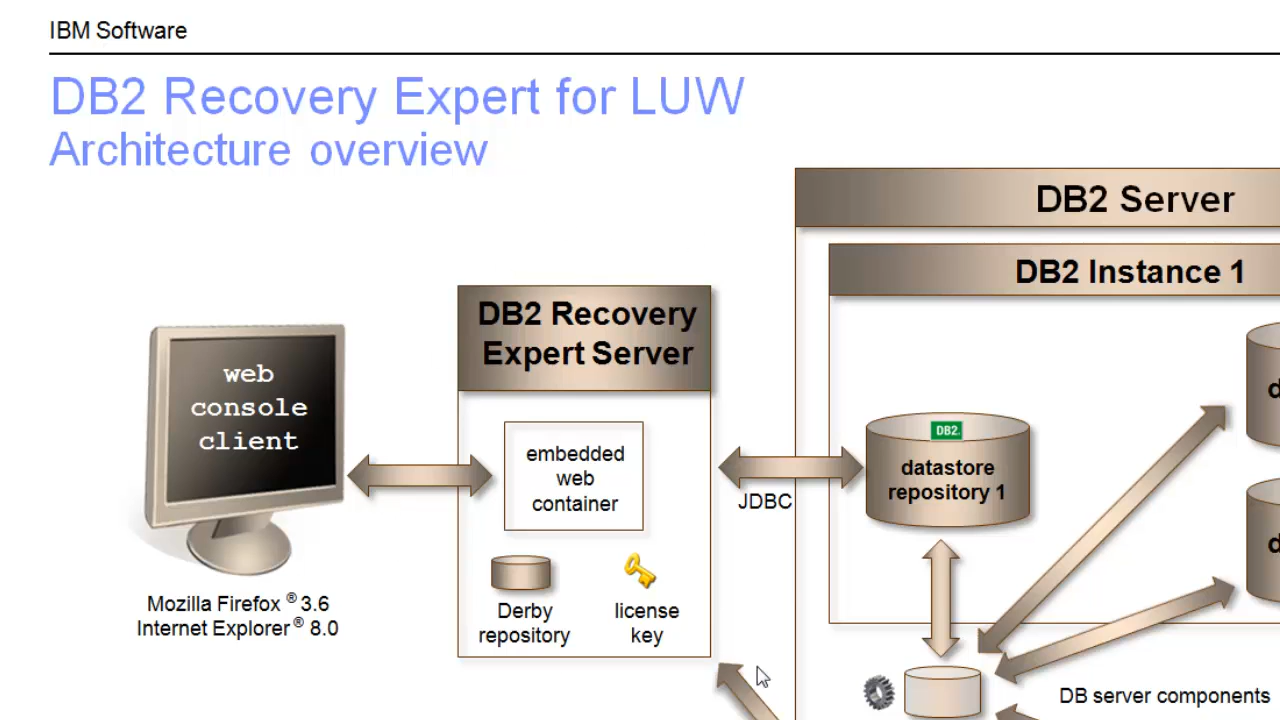 IBM Software
DB2 Recovery Expert for LUW
Architecture overview
DB2 Server
DB2 Instance 1
DB2 Recovery
Expert Server
web
console
client
embedded
web
container
DB2.
datastore
repository 1
JDBC
Derby
repository
license
key
Mozilla Firefox ® 3.6
Internet Explorer ® 8.0
d
d
DB server components